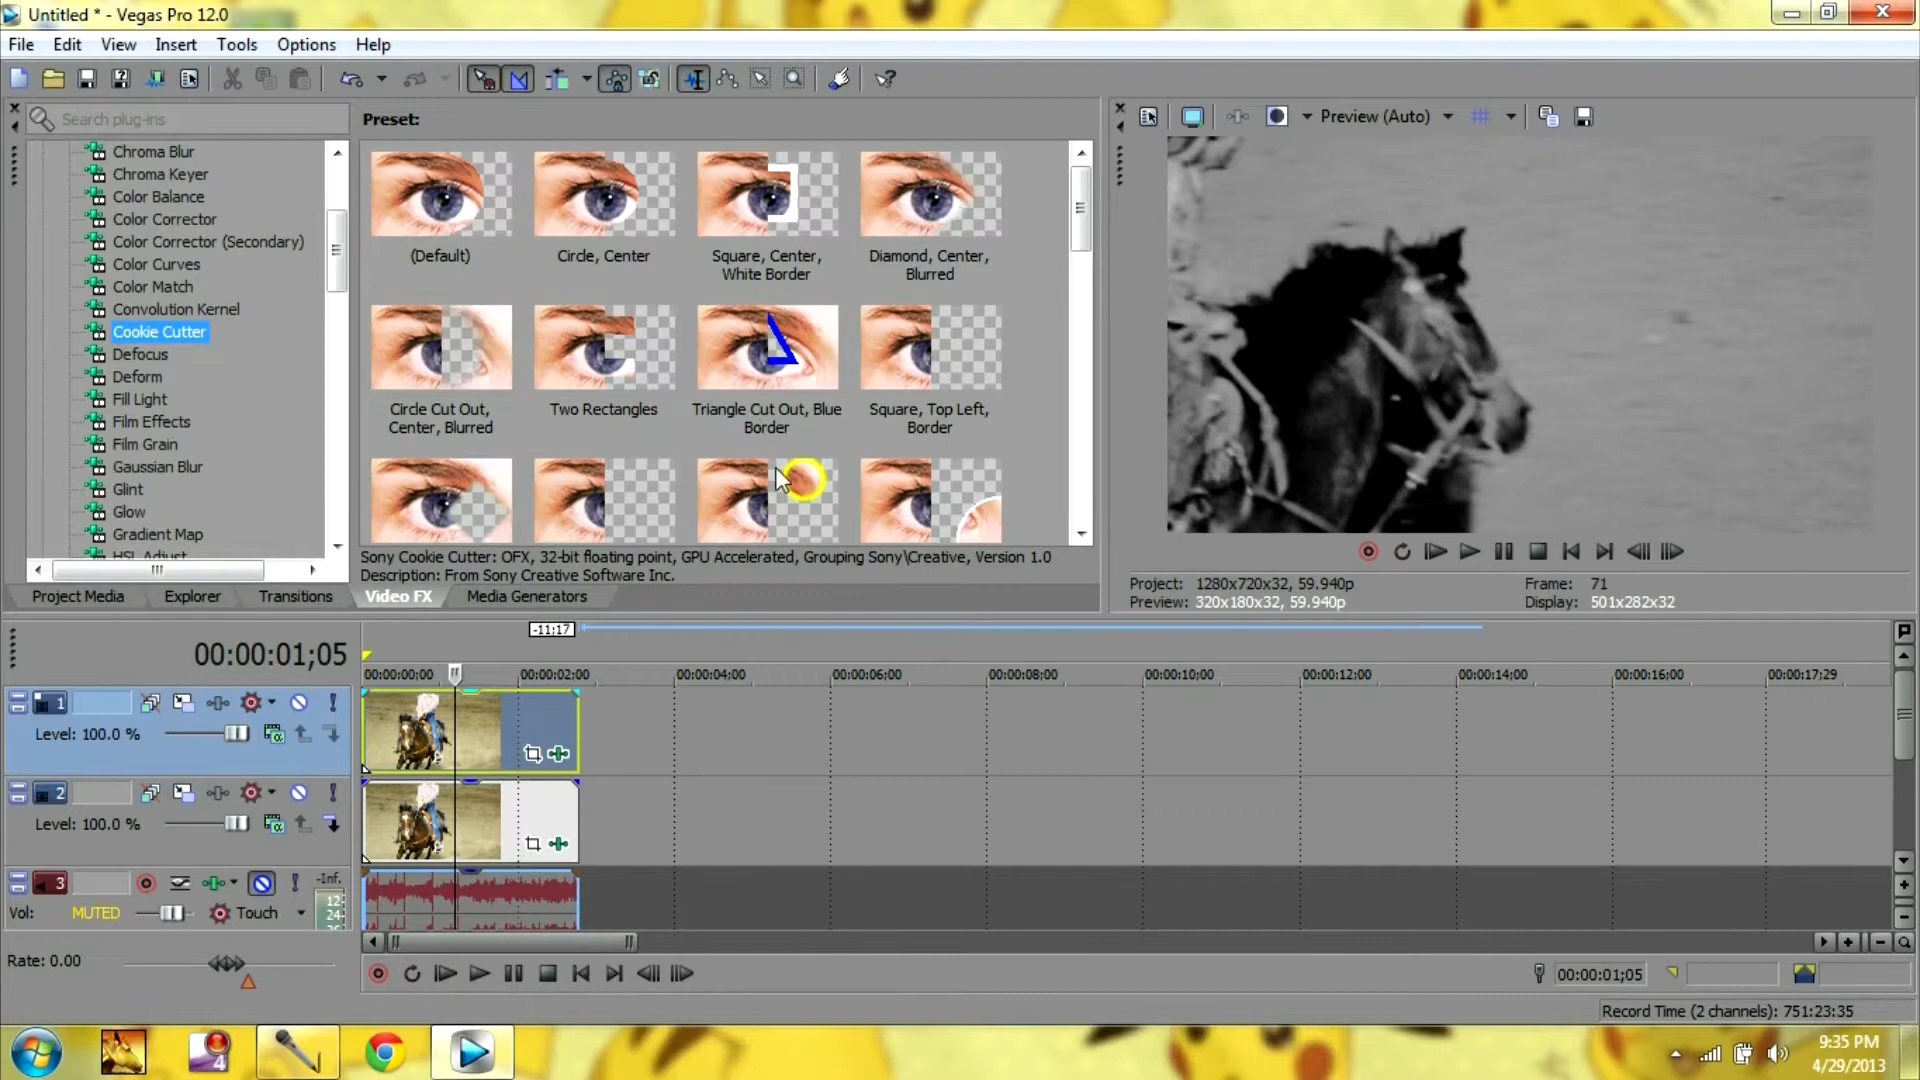 Untitled * - Vegas Pro 12.0
File Edit View Insert Tools Options Help
Search plug-ins
Preset:
Preview (Auto)
Chroma Blur
Chroma Keyer
Color Balance
Color Corrector
Color Corrector (Secondary)
Color Curves
Color Match
Convolution Kernel
Cookie Cutter
Defocus
Deform
Fill Light
Film Effects
Film Grain
Gaussian Blur
Glint
Glow
Gradient Map
HSL Adjust
(Default)
Circle, Center
Square, Center,
White Border
Diamond, Center,
Blurred
Circle Cut Out,
Center, Blurred
Two Rectangles
Triangle Cut Out, Blue
Border
Square, Top Left,
Border
Sony Cookie Cutter: OFX, 32-bit floating point, GPU Accelerated, Grouping Sony\Creative, Version 1.0
Description: From Sony Creative Software Inc.
Project Media Explorer Transitions Video FX Media Generators
Project: 1280x720x32, 59.940p Frame: 71
Preview: 320x180x32, 59.940p Display: 501x282x32
-11;17
00:00:01;05
00:00:00;00 00:00:02;00 00:00:04;00 00:00:06;00 00:00:08;00 00:00:10;00 00:00:12;00 00:00:14;00 00:00:16;00 00:00:17;29
1
Level: 100.0 %
2
Level: 100.0 %
3 -Inf.
Vol: MUTED Touch
12
24
Rate: 0.00
00:00:01;05
Record Time (2 channels): 751:23:35
4
9:35 PM
4/29/2013